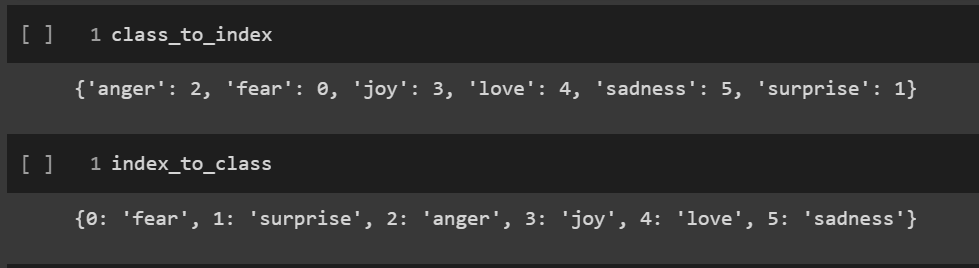 [ ] 1 class_to_index
{'anger': 2, 'fear': 0, 'joy': 3, 'love': 4, 'sadness': 5, 'surprise': 1}
[ ] 1 index_to_class
{0: 'fear', 1: 'surprise', 2: 'anger', 3: 'joy', 4: 'love', 5: 'sadness'}